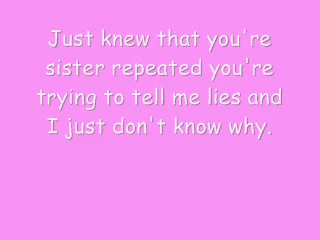 Just knew that you're
sister repeated you're
trying to tell me lies and
I just don't know why.